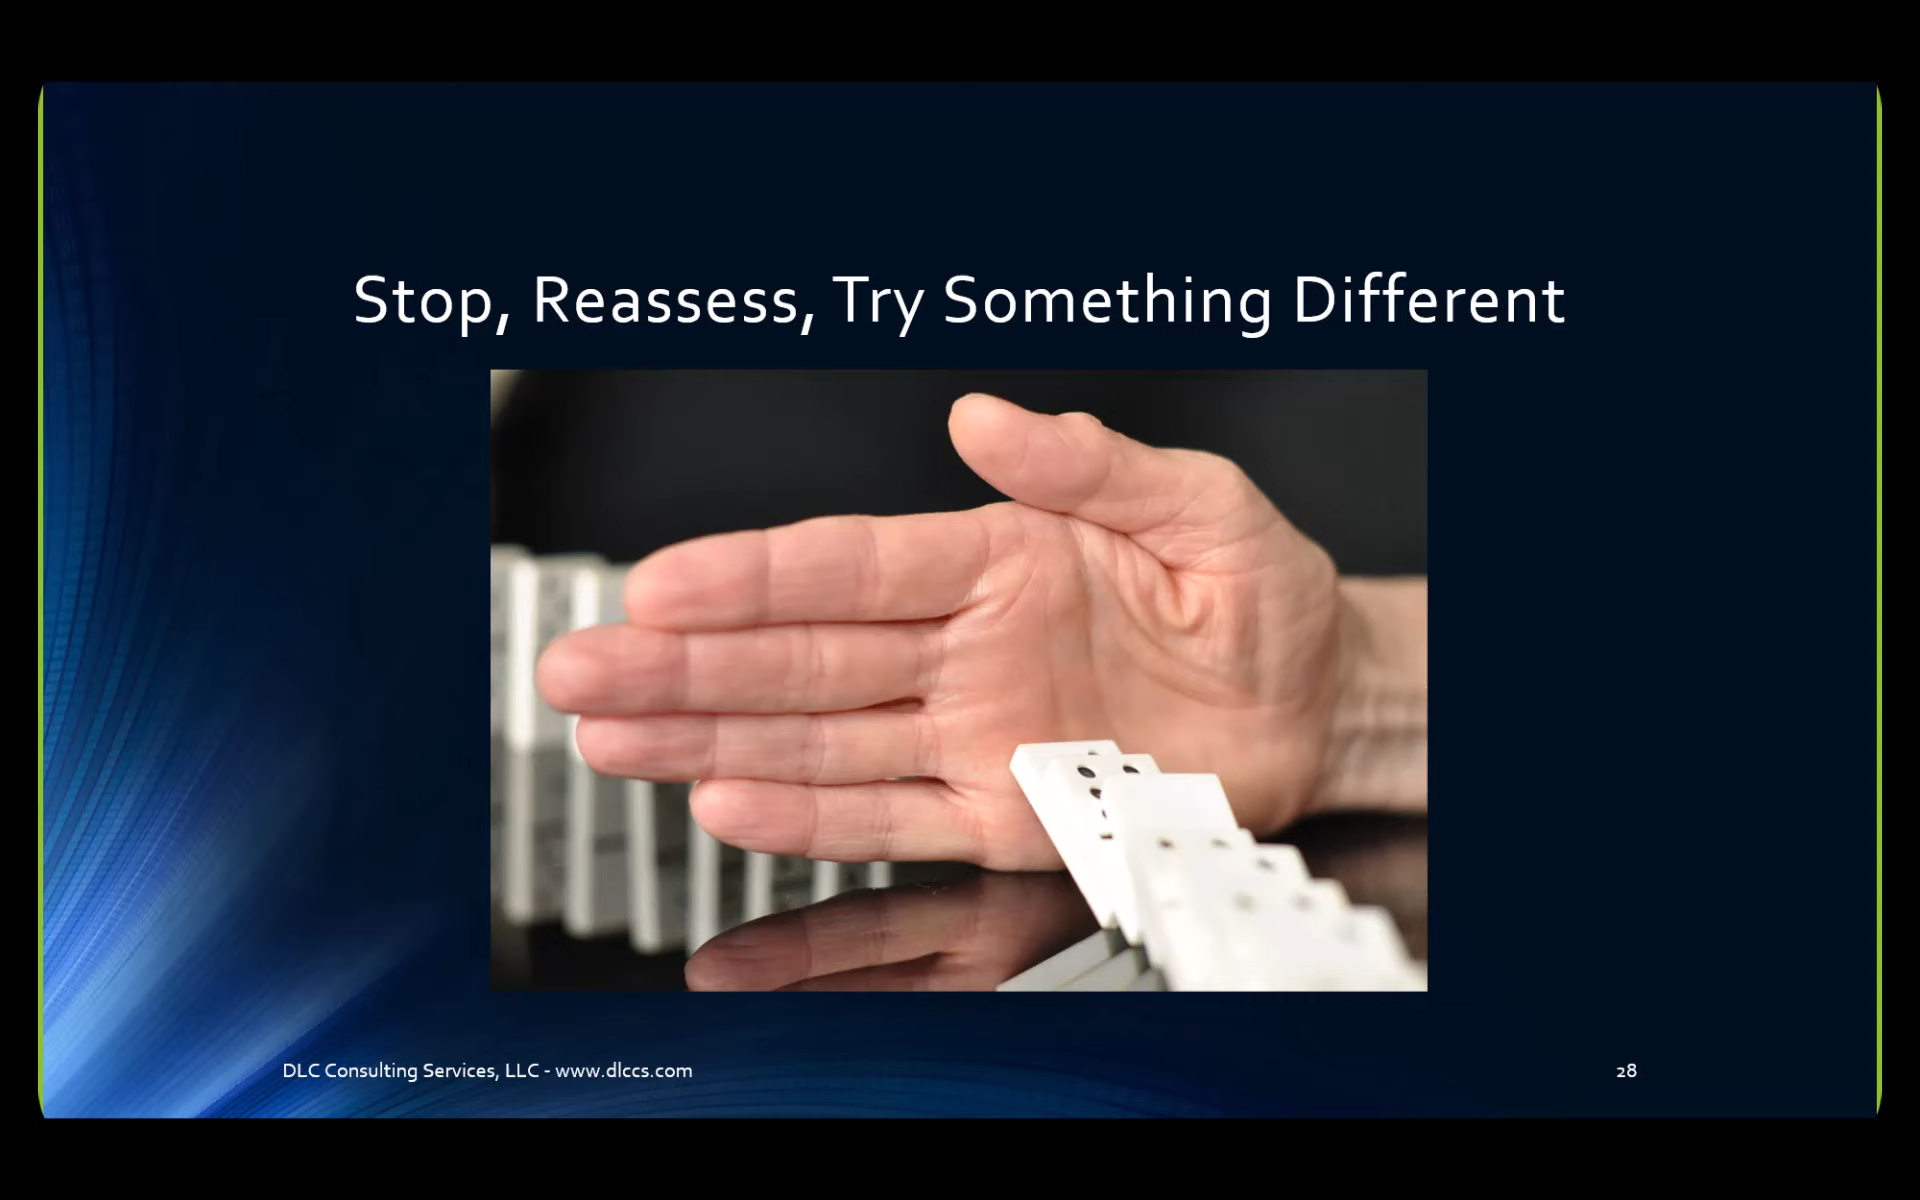 Stop, Reassess, Try Something Different
DLC Consulting Services, LLC - www.dlccs.com
28